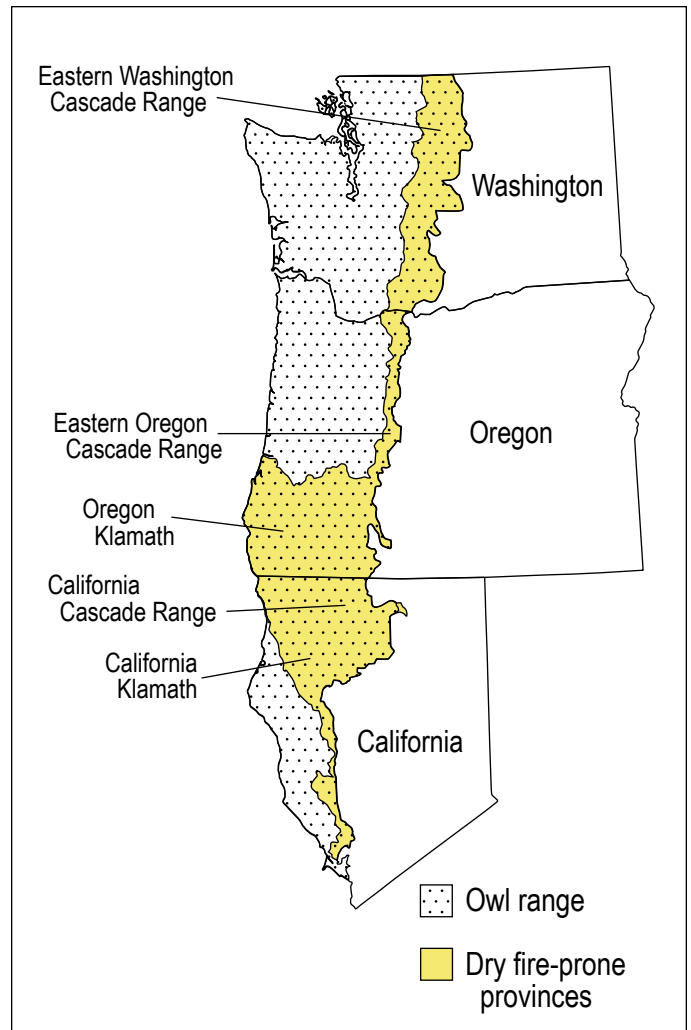 Eastern Washington
Cascade Range
Washington
Eastern Oregon
Cascade Range
Oregon
Oregon
Klamath
California
Cascade Range
California
Klamath
California
Owl range
Dry fire-prone
provinces